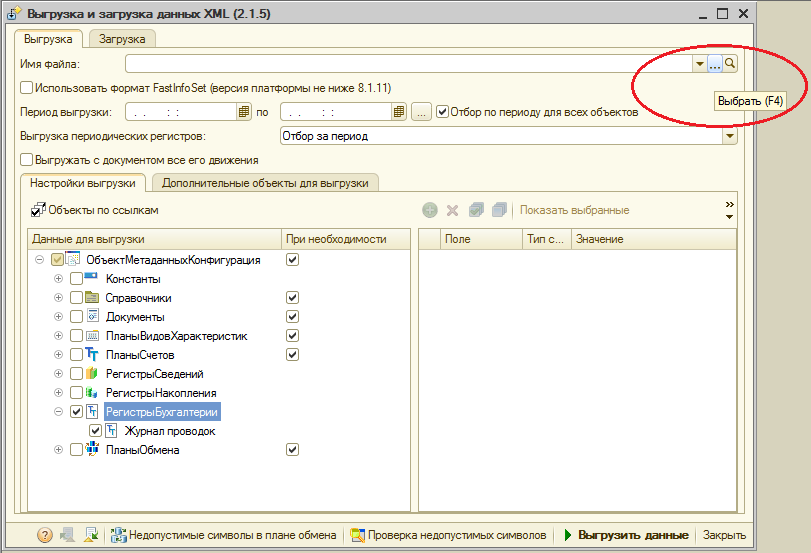 Выгрузка и загрузка данных XML (2.1.5)
Выгрузка Загрузка
Имя файла: ...
Использовать формат FastInfoSet (версия платформы не ниже 8.1.11)
Выбрать (F4)
Период выгрузки: . . : : по . . : : ... Отбор по периоду для всех объектов
Выгрузка периодических регистров: Отбор за период
Выгружать с документом все его движения
Настройки выгрузки Дополнительные объекты для выгрузки
Объекты по ссылкам Показать выбранные
Данные для выгрузки При необходимости Поле Тип с... Значение
ОбъектМетаданныхКонфигурация
Константы
Справочники
Документы
ПланыВидовХарактеристик
ПланыСчетов
РегистрыСведений
РегистрыНакопления
РегистрыБухгалтерии
Журнал проводок
ПланыОбмена
Недопустимые символы в плане обмена Проверка недопустимых символов Выгрузить данные Закрыть